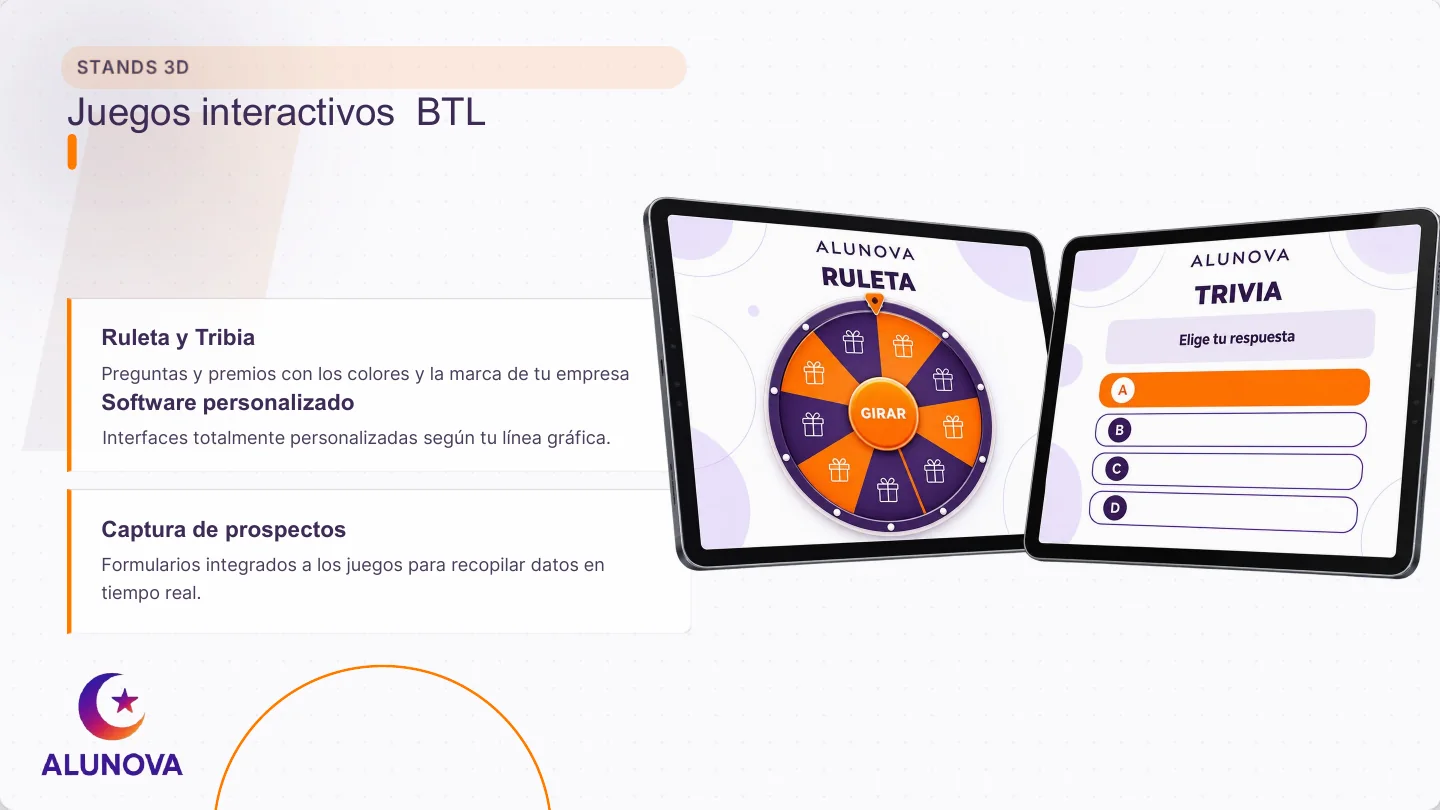 STANDS 3D
Juegos interactivos  BTL
Ruleta y Tribia
Preguntas y premios con los colores y la marca de tu empresa
Software personalizado
Interfaces totalmente personalizadas según tu línea gráfica.
Captura de prospectos
Formularios integrados a los juegos para recopilar datos en
tiempo real.
ALUNOVA
RULETA
GIRAR
ALUNOVA
TRIVIA
Elige tu respuesta
A
B
C
D
ALUNOVA